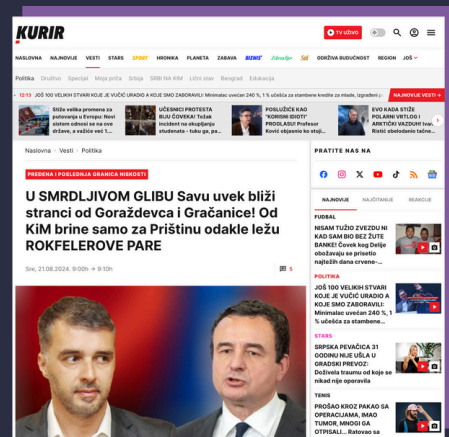 KURIR
TV UŽIVO
NASLOVNA NAJNOVIJE VESTI STARS SPORT HRONIKA PLANETA ZABAVA BIZNIS Zdravlje ODRŽIVA BUDUĆNOST REGION JOŠ
Politika Društvo Specijal Moja priča Srbija SRBI NA KIM Lični stav Beograd Edukacija
12:13 JOŠ 100 VELIKIH STVARI KOJE JE VUČIĆ URADIO A KOJE SMO ZABORAVILI: Minimalac uvećan 240 %, 1 % učešća za stambene kredite za mlade, izgrađeni
NAJNOVIJE VESTI →
Stiže velika promena za
putovanja u Evropu: Novi
sistem odnosi se na ove
države, a važiće već 1...
UČESNICI PROTESTA
BIJU ČOVEKA! Težak
incident na okupljanju
studenata - tuku ga, pa...
POSLUŽIĆE KAO
"KORISNI IDIOTI"
PROGLASU! Profesor
Ković objasnio ko stoji...
EVO KADA STIŽE
POLARNI VRTLOG I
ARKTIČKI VAZDUH!
Ristić obelodanio tačne...
Naslovna Vesti Politika
PREĐENA I POSLEDNJA GRANICA NISKOSTI
U SMRDLJIVOM GLIBU Savu uvek bliži
stranci od Goraždevca i Gračanice! Od
KiM brine samo za Prištinu odakle ležu
ROKFELEROVE PARE
Sre, 21.08.2024. 9:00h → 9:10h
5
PRATITE NAS NA
NAJNOVIJE NAJČITANIJE REAKCIJE
FUDBAL
NISAM TUŽIO ZVEZDU NI
KAD SAM BIO BEZ ŽUTE
BANKE! Čovek kog Delije
obožavaju se prisetio
najtežih dana crveno-...
POLITIKA
JOŠ 100 VELIKIH STVARI
KOJE JE VUČIĆ URADIO A
KOJE SMO ZABORAVILI:
Minimalac uvećan 240 %, 1
% učešća za stambene...
STARS
SRPSKA PEVAČICA 31
GODINU NIJE UŠLA U
GRADSKI PREVOZ:
Doživela traumu od koje se
nikad nije oporavila
TENIS
PROŠAO KROZ PAKAO SA
OPERACIJAMA, IMAO
TUMOR, MNOGI GA
OTPISALI... Ratovao sa